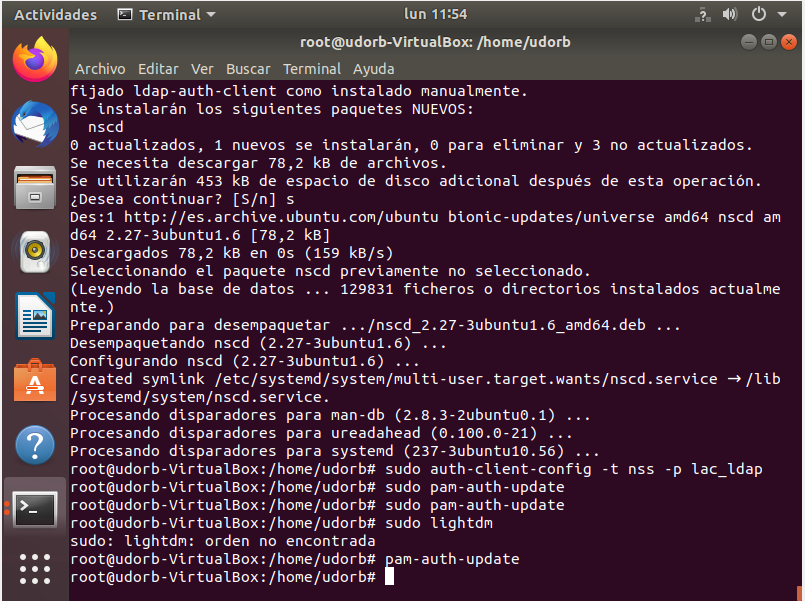 Actividades Terminal lun 11:54
root@udorb-VirtualBox: /home/udorb
Archivo Editar Ver Buscar Terminal Ayuda
fijado ldap-auth-client como instalado manualmente.
Se instalarán los siguientes paquetes NUEVOS:
  nscd
0 actualizados, 1 nuevos se instalarán, 0 para eliminar y 3 no actualizados.
Se necesita descargar 78,2 kB de archivos.
Se utilizarán 453 kB de espacio de disco adicional después de esta operación.
¿Desea continuar? [S/n] s
Des:1 http://es.archive.ubuntu.com/ubuntu bionic-updates/universe amd64 nscd am
d64 2.27-3ubuntu1.6 [78,2 kB]
Descargados 78,2 kB en 0s (159 kB/s)
Seleccionando el paquete nscd previamente no seleccionado.
(Leyendo la base de datos ... 129831 ficheros o directorios instalados actualme
nte.)
Preparando para desempaquetar .../nscd_2.27-3ubuntu1.6_amd64.deb ...
Desempaquetando nscd (2.27-3ubuntu1.6) ...
Configurando nscd (2.27-3ubuntu1.6) ...
Created symlink /etc/systemd/system/multi-user.target.wants/nscd.service → /lib
/systemd/system/nscd.service.
Procesando disparadores para man-db (2.8.3-2ubuntu0.1) ...
Procesando disparadores para ureadahead (0.100.0-21) ...
Procesando disparadores para systemd (237-3ubuntu10.56) ...
root@udorb-VirtualBox:/home/udorb# sudo auth-client-config -t nss -p lac_ldap
root@udorb-VirtualBox:/home/udorb# sudo pam-auth-update
root@udorb-VirtualBox:/home/udorb# sudo pam-auth-update
root@udorb-VirtualBox:/home/udorb# sudo lightdm
sudo: lightdm: orden no encontrada
root@udorb-VirtualBox:/home/udorb# pam-auth-update
root@udorb-VirtualBox:/home/udorb#